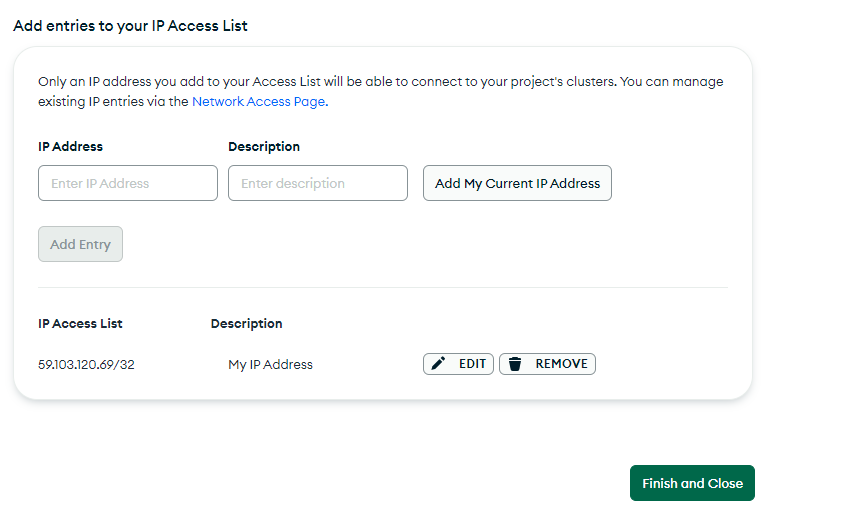 Add entries to your IP Access List
Only an IP address you add to your Access List will be able to connect to your project's clusters. You can manage
existing IP entries via the Network Access Page.
IP Address Description
Enter IP Address Enter description Add My Current IP Address
Add Entry
IP Access List Description
59.103.120.69/32 My IP Address EDIT REMOVE
Finish and Close